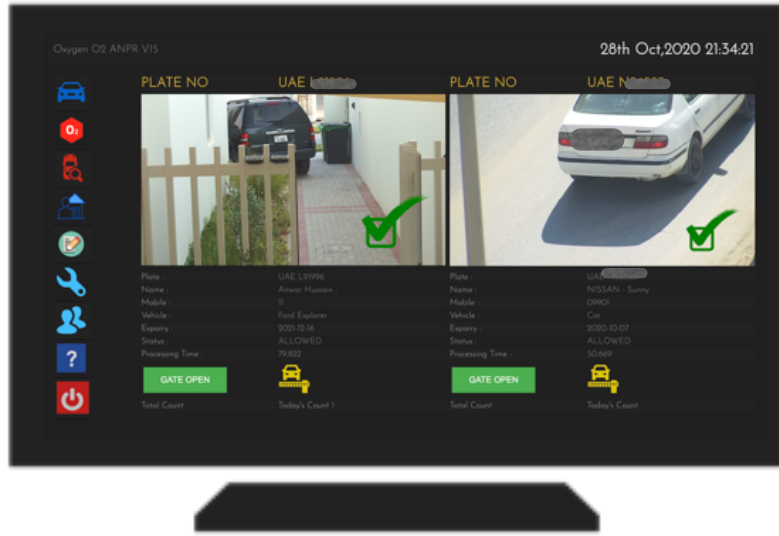 Oxygen O2 ANPR V15
28th Oct,2020 21:34:21
PLATE NO UAE
PLATE NO UAE
O2
Plate : UAE L91996
Name : Anwar Hussain -
Mobile : 11
Vehicle : Ford Explorer
Expairy : 2021-12-16
Status : ALLOWED
Processing Time : 79.822
GATE OPEN
Total Count Today's Count 1
Plate : UAE
Name : NISSAN - Sunny
Mobile : 09901
Vehicle : Car
Expairy : 2020-10-07
Status : ALLOWED
Processing Time : 50.669
GATE OPEN
Total Count Today's Count
?